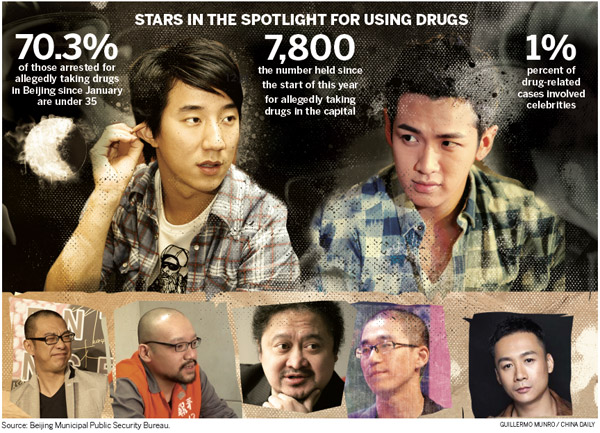 STARS IN THE SPOTLIGHT FOR USING DRUGS
70.3%
of those arrested for
allegedly taking drugs
in Beijing since January
are under 35
7,800
the number held since
the start of this year
for allegedly taking
drugs in the capital
1%
percent of
drug-related
cases involved
celebrities
Source: Beijing Municipal Public Security Bureau.
GUILLERMO MUNRO / CHINA DAILY